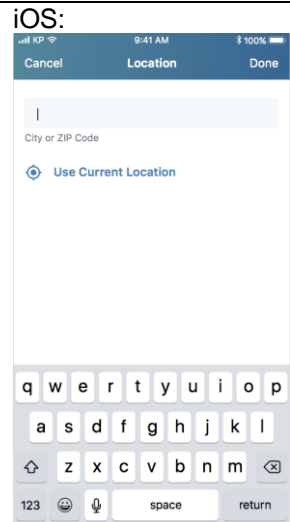 iOS:
KP 9:41 AM 100%
Cancel Location Done
City or ZIP Code
Use Current Location
q w e r t y u i o p
a s d f g h j k l
z x c v b n m
123 space return